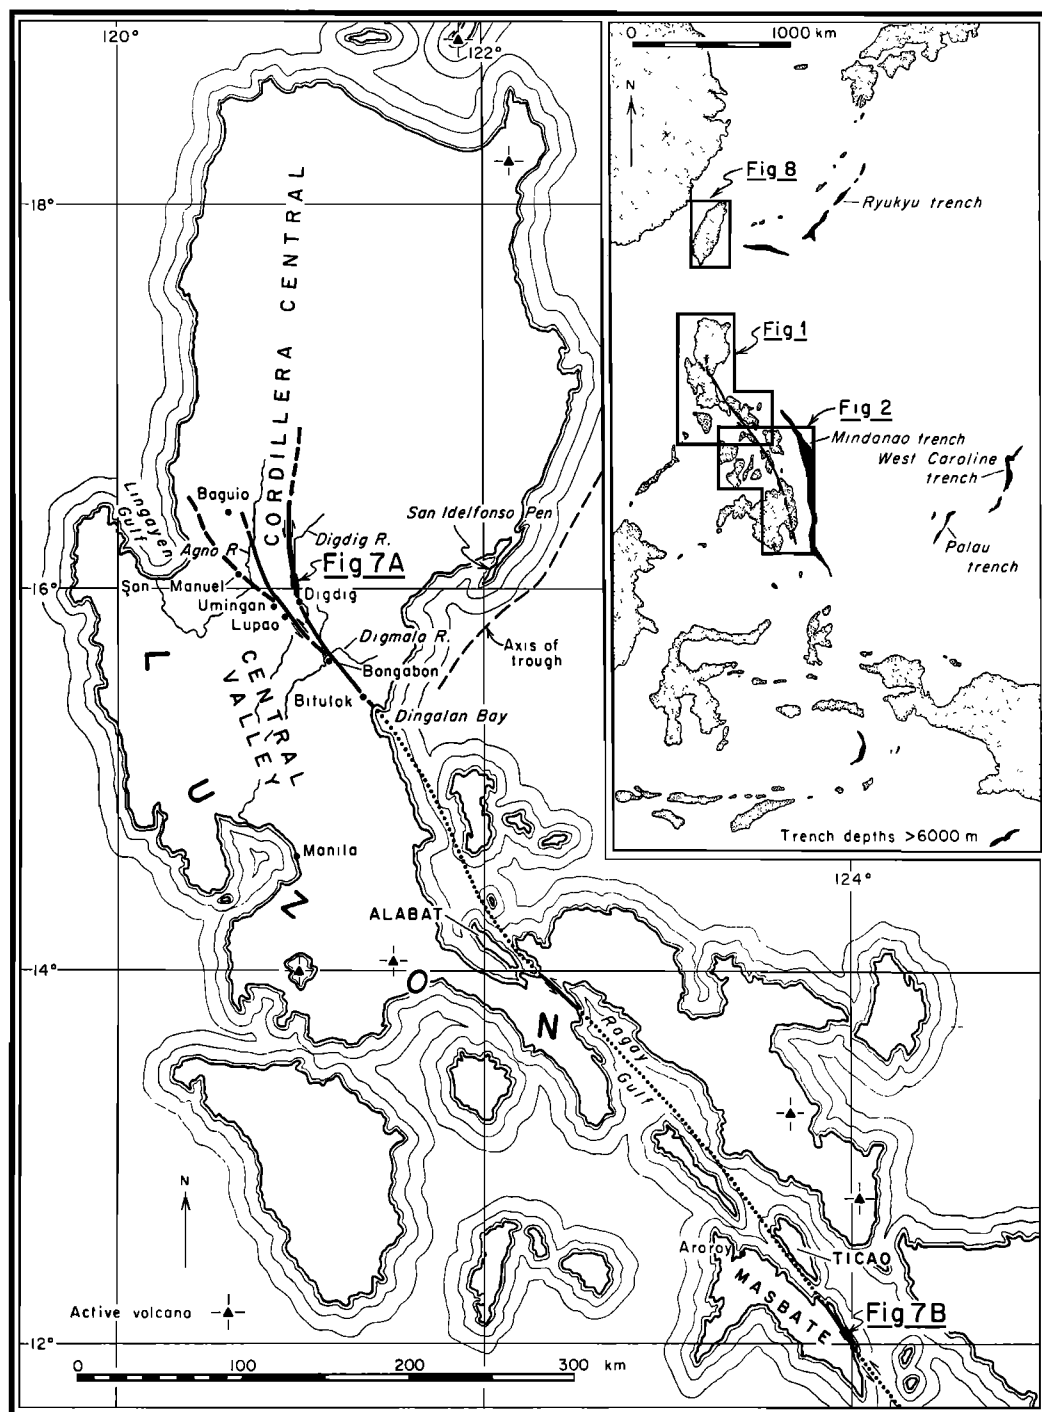 120°
122°
18°
CORDILLERA CENTRAL
Lingayen
Gulf
Baguio
Agno R.
San Manuel
Umingan
Lupao
Digdig R.
Fig 7A
Digdig
16°
San Idelfonso Pen
Digmala R.
Bongabon
Axis of
trough
Bitulok
Dingalan Bay
CENTRAL
VALLEY
LUZON
Manila
ALABAT
14°
124°
Ragay
Gulf
Aroroy
TICAO
MASBATE
Fig 7B
12°
N
Active volcano
0 100 200 300 km
0 1000 km
N
Fig 8
Ryukyu trench
Fig 1
Fig 2
Mindanao trench
West Caroline
trench
Palau
trench
Trench depths >6000 m